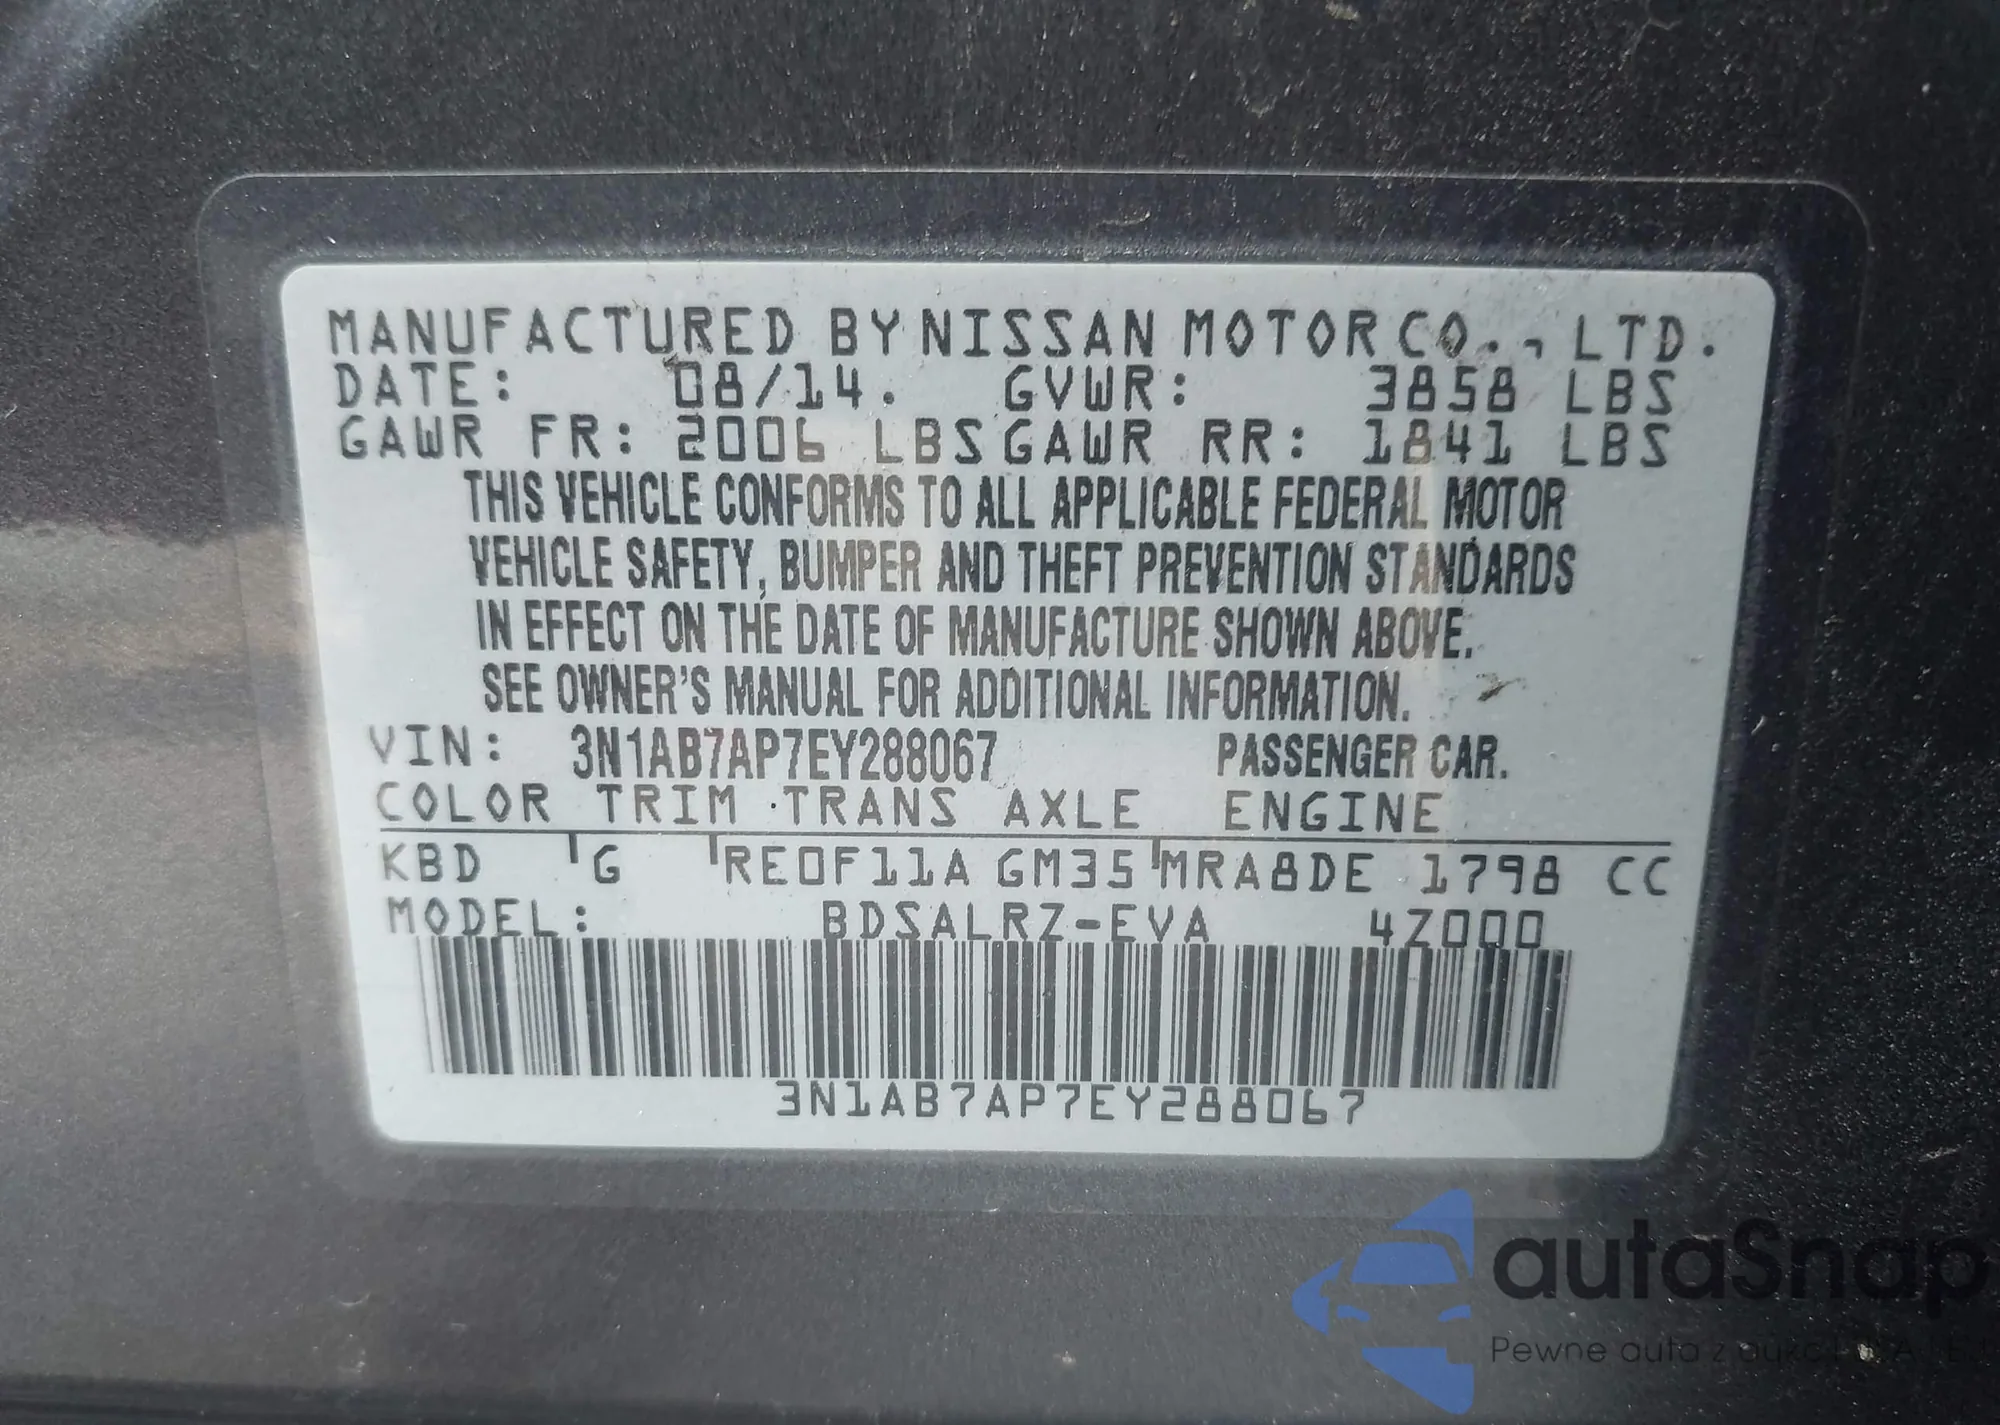 MANUFACTURED BY NISSAN MOTOR CO., LTD.
DATE: 08/14. GVWR: 3858 LBS
GAWR FR: 2006 LBS GAWR RR: 1841 LBS
THIS VEHICLE CONFORMS TO ALL APPLICABLE FEDERAL MOTOR
VEHICLE SAFETY, BUMPER AND THEFT PREVENTION STANDARDS
IN EFFECT ON THE DATE OF MANUFACTURE SHOWN ABOVE.
SEE OWNER'S MANUAL FOR ADDITIONAL INFORMATION.
VIN: 3N1AB7AP7EY288067 PASSENGER CAR.
COLOR TRIM TRANS AXLE ENGINE
KBD G RE0F11A GM35 MRA8DE 1798 CC
MODEL: BDSALRZ-EVA 4Z000
3N1AB7AP7EY288067
autaSnap
Pewne auta z